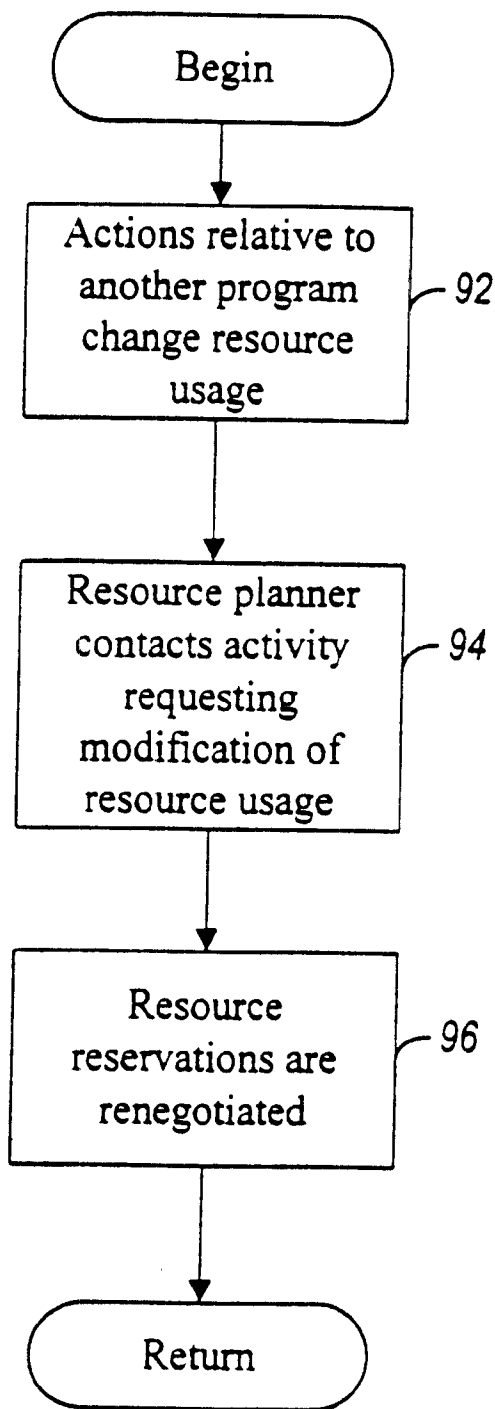 Begin
Actions relative to
another program
change resource
usage
92
Resource planner
contacts activity
requesting
modification of
resource usage
94
Resource
reservations are
renegotiated
96
Return